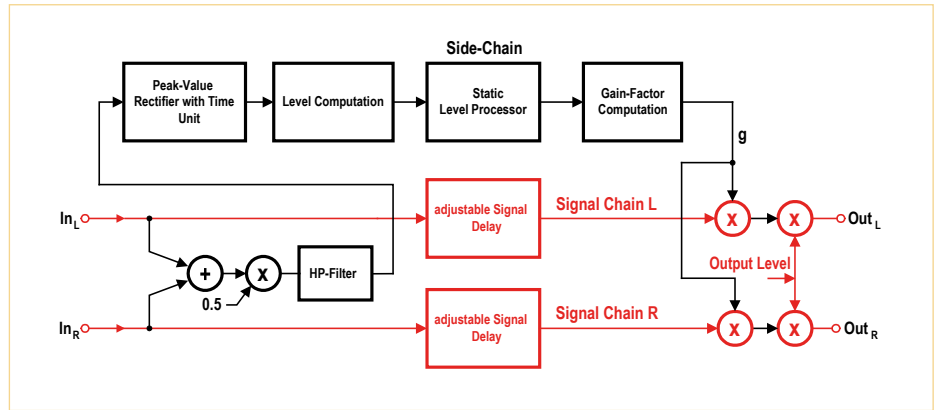 Side-Chain
Peak-Value
Rectifier with Time
Unit
Level Computation
Static
Level Processor
Gain-Factor
Computation
g
In L
adjustable Signal
Delay
Signal Chain L
X
X
Out L
+
X
HP-Filter
Output Level
0.5
In R
adjustable Signal
Delay
Signal Chain R
X
X
Out R